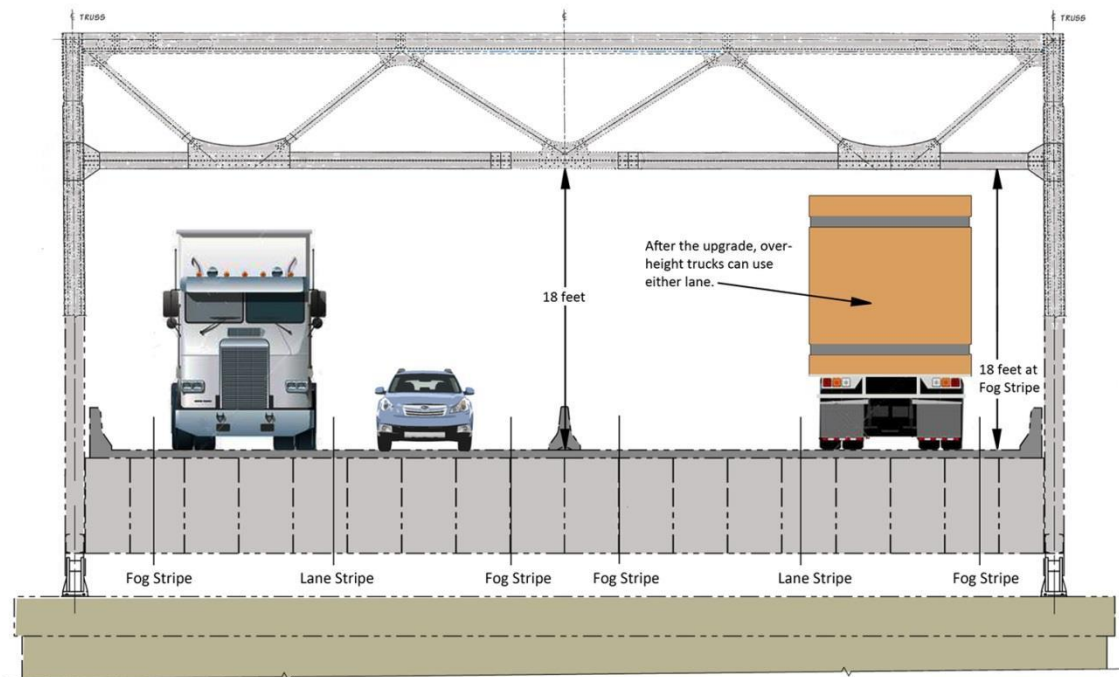 ℄ TRUSS
℄
℄ TRUSS
After the upgrade, over-
height trucks can use
either lane.
18 feet
18 feet at
Fog Stripe
Fog Stripe
Lane Stripe
Fog Stripe
Fog Stripe
Lane Stripe
Fog Stripe